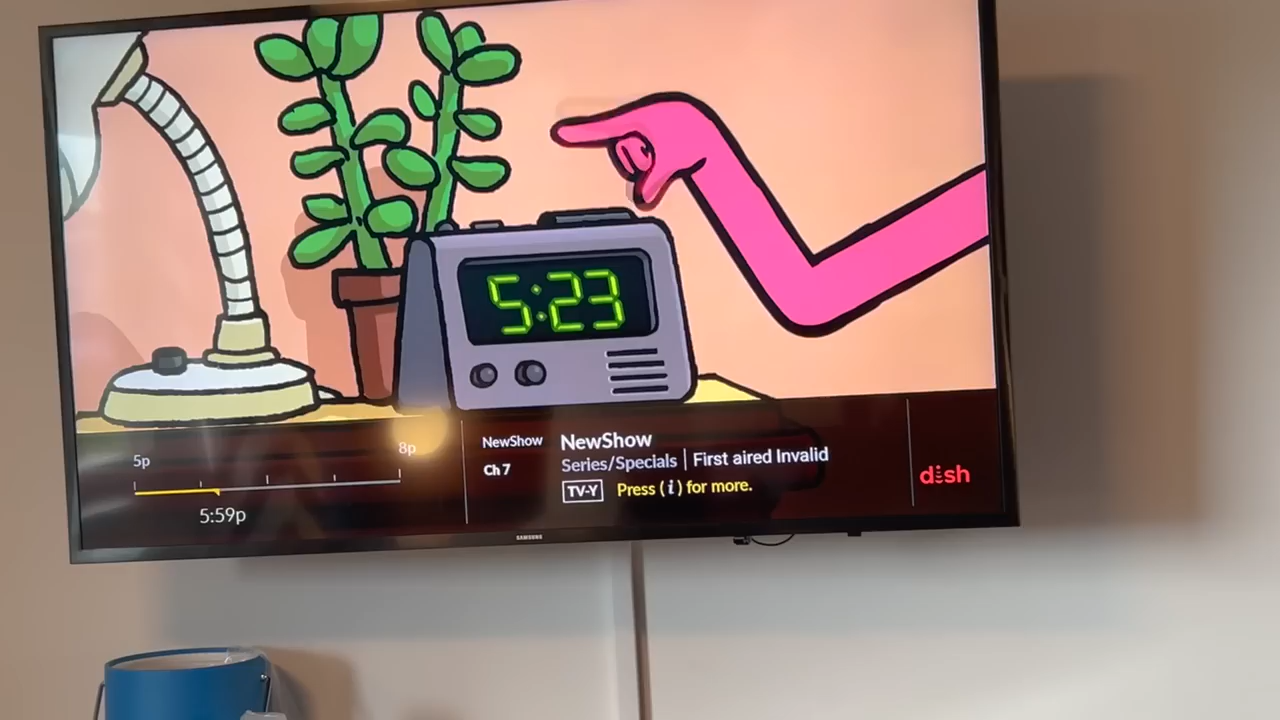 5:23
5p
8p
5:59p
NewShow
Ch 7
NewShow
Series/Specials | First aired Invalid
TV-Y Press (i) for more.
dish
SAMSUNG